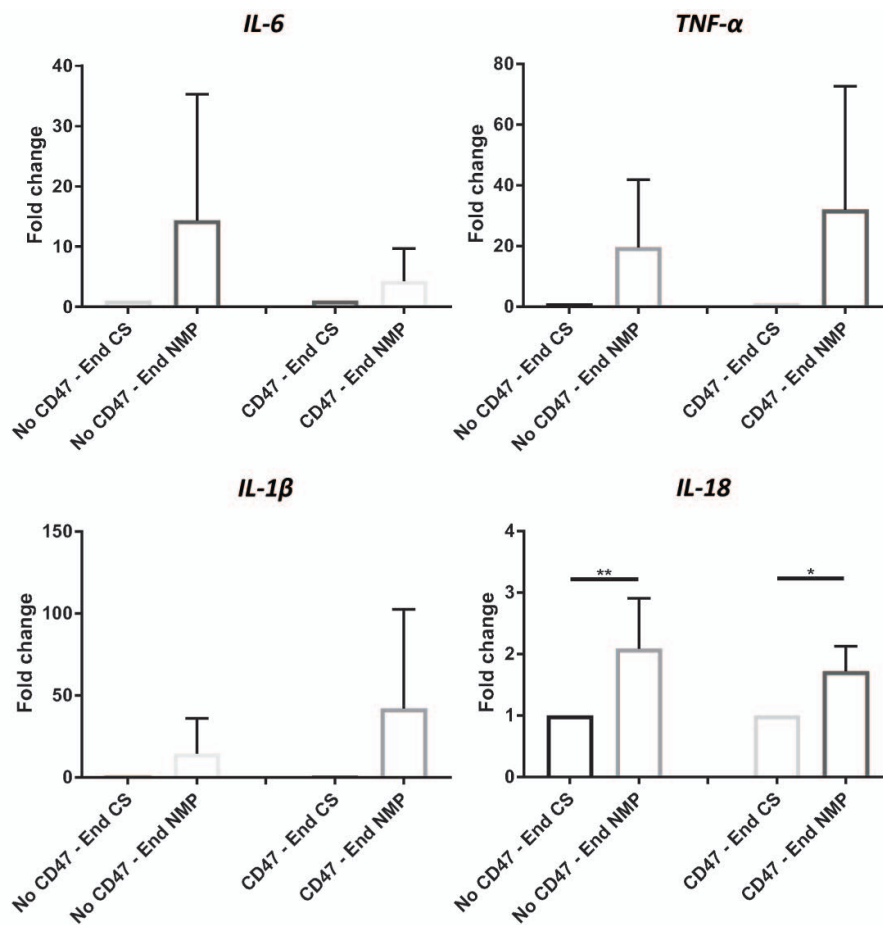 IL-6
Fold change
40
30
20
10
0
No CD47 - End CS
No CD47 - End NMP
CD47 - End CS
CD47 - End NMP
TNF-α
Fold change
80
60
40
20
0
No CD47 - End CS
No CD47 - End NMP
CD47 - End CS
CD47 - End NMP
IL-1β
Fold change
150
100
50
0
No CD47 - End CS
No CD47 - End NMP
CD47 - End CS
CD47 - End NMP
IL-18
Fold change
4
3
2
1
0
**
*
No CD47 - End CS
No CD47 - End NMP
CD47 - End CS
CD47 - End NMP